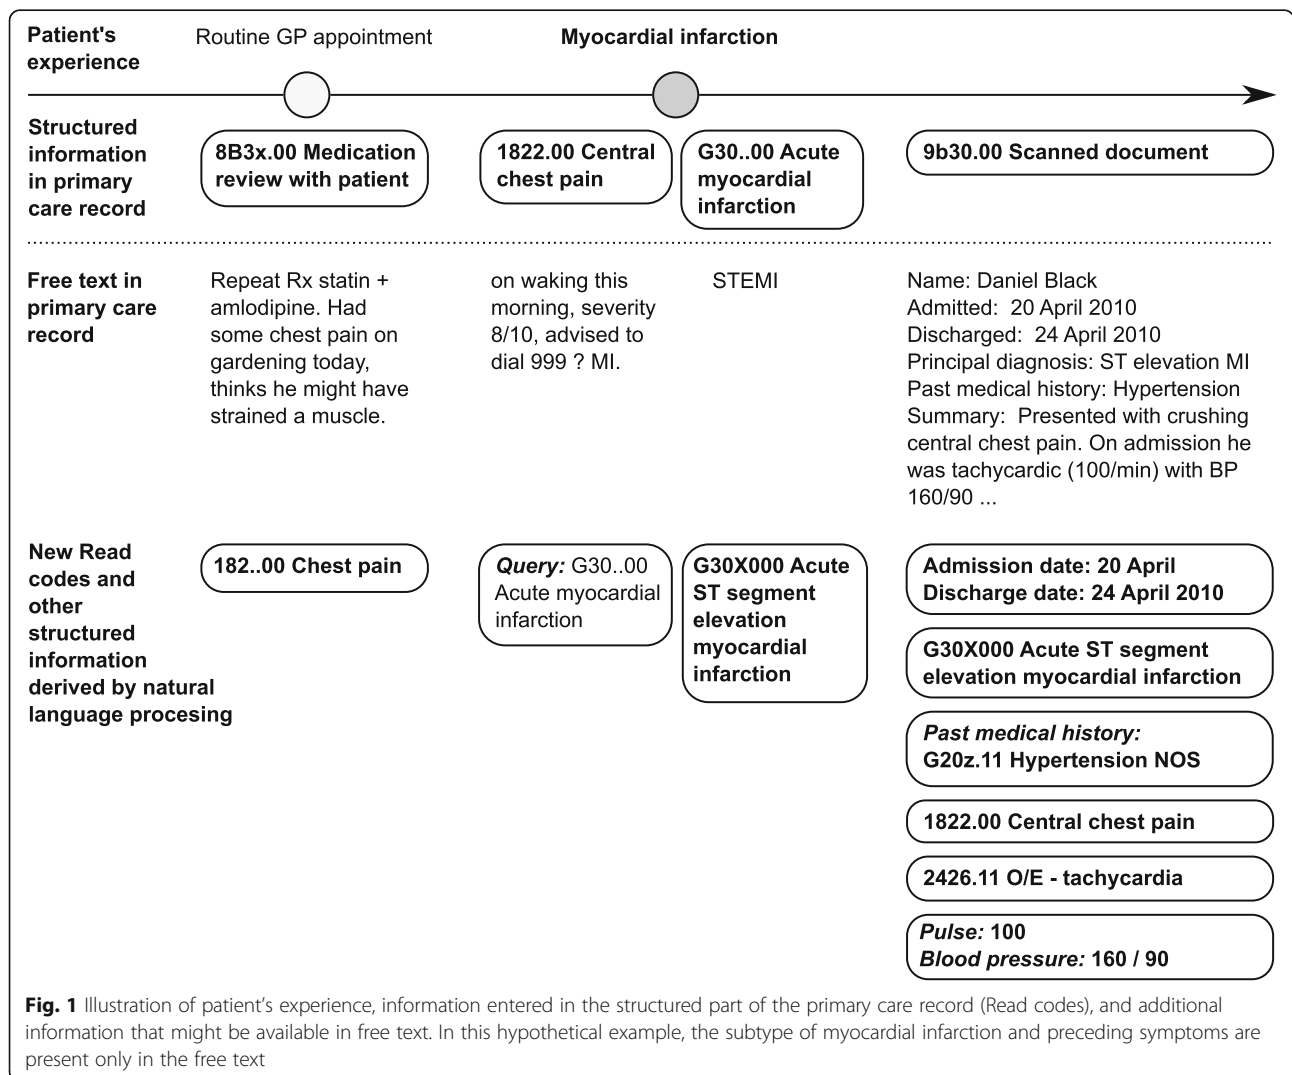 Patient's
experience
Routine GP appointment
Myocardial infarction
Structured
information
in primary
care record
8B3x.00 Medication
review with patient
1822.00 Central
chest pain
G30..00 Acute
myocardial
infarction
9b30.00 Scanned document
Free text in
primary care
record
Repeat Rx statin +
amlodipine. Had
some chest pain on
gardening today,
thinks he might have
strained a muscle.
on waking this
morning, severity
8/10, advised to
dial 999 ? MI.
STEMI
Name: Daniel Black
Admitted:  20 April 2010
Discharged:  24 April 2010
Principal diagnosis: ST elevation MI
Past medical history: Hypertension
Summary:  Presented with crushing
central chest pain. On admission he
was tachycardic (100/min) with BP
160/90 ...
New Read
codes and
other
structured
information
derived by natural
language procesing
182..00 Chest pain
Query: G30..00
Acute myocardial
infarction
G30X000 Acute
ST segment
elevation
myocardial
infarction
Admission date: 20 April
Discharge date: 24 April 2010
G30X000 Acute ST segment
elevation myocardial infarction
Past medical history:
G20z.11 Hypertension NOS
1822.00 Central chest pain
2426.11 O/E - tachycardia
Pulse: 100
Blood pressure: 160 / 90
Fig. 1 Illustration of patient’s experience, information entered in the structured part of the primary care record (Read codes), and additional
information that might be available in free text. In this hypothetical example, the subtype of myocardial infarction and preceding symptoms are
present only in the free text